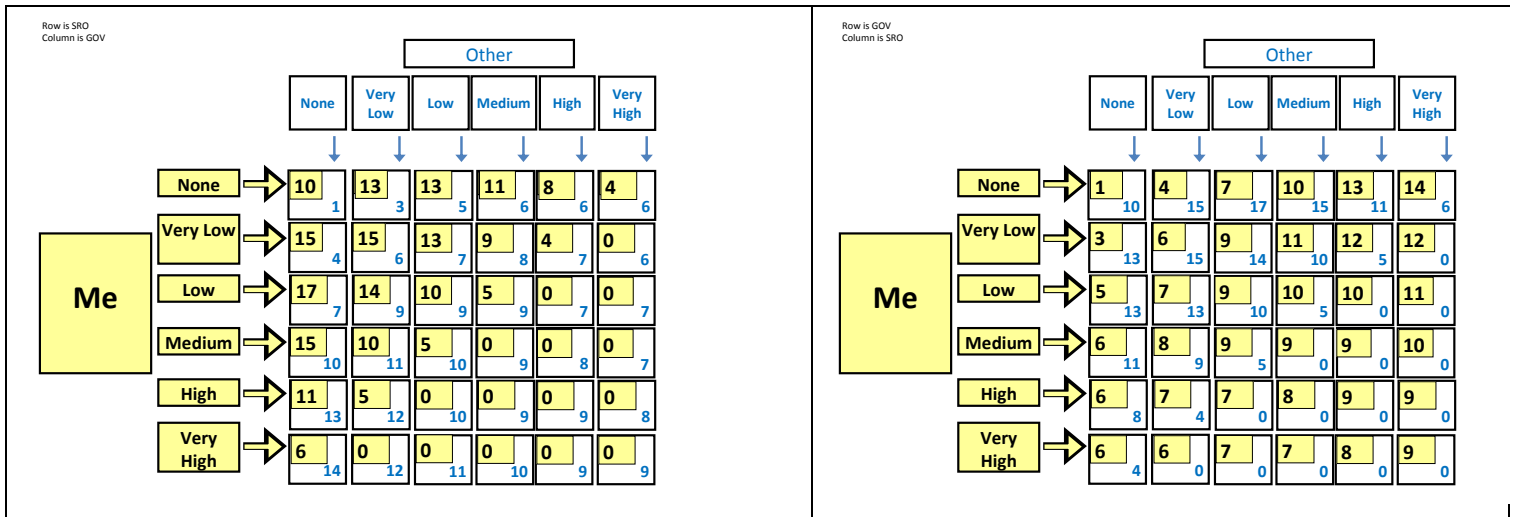 Row is SRO
Column is GOV
Other
None Very Low Low Medium High Very High
Me
None 10 1 13 3 13 5 11 6 8 6 4 6
Very Low 15 4 15 6 13 7 9 8 4 7 0 6
Low 17 7 14 9 10 9 5 9 0 7 0 7
Medium 15 10 10 11 5 10 0 9 0 8 0 7
High 11 13 5 12 0 10 0 9 0 9 0 8
Very High 6 14 0 12 0 11 0 10 0 9 0 9
Row is GOV
Column is SRO
Other
None Very Low Low Medium High Very High
Me
None 1 10 4 15 7 17 10 15 13 11 14 6
Very Low 3 13 6 15 9 14 11 10 12 5 12 0
Low 5 13 7 13 9 10 10 5 10 0 11 0
Medium 6 11 8 9 9 5 9 0 9 0 10 0
High 6 8 7 4 7 0 8 0 9 0 9 0
Very High 6 4 6 0 7 0 7 0 8 0 9 0